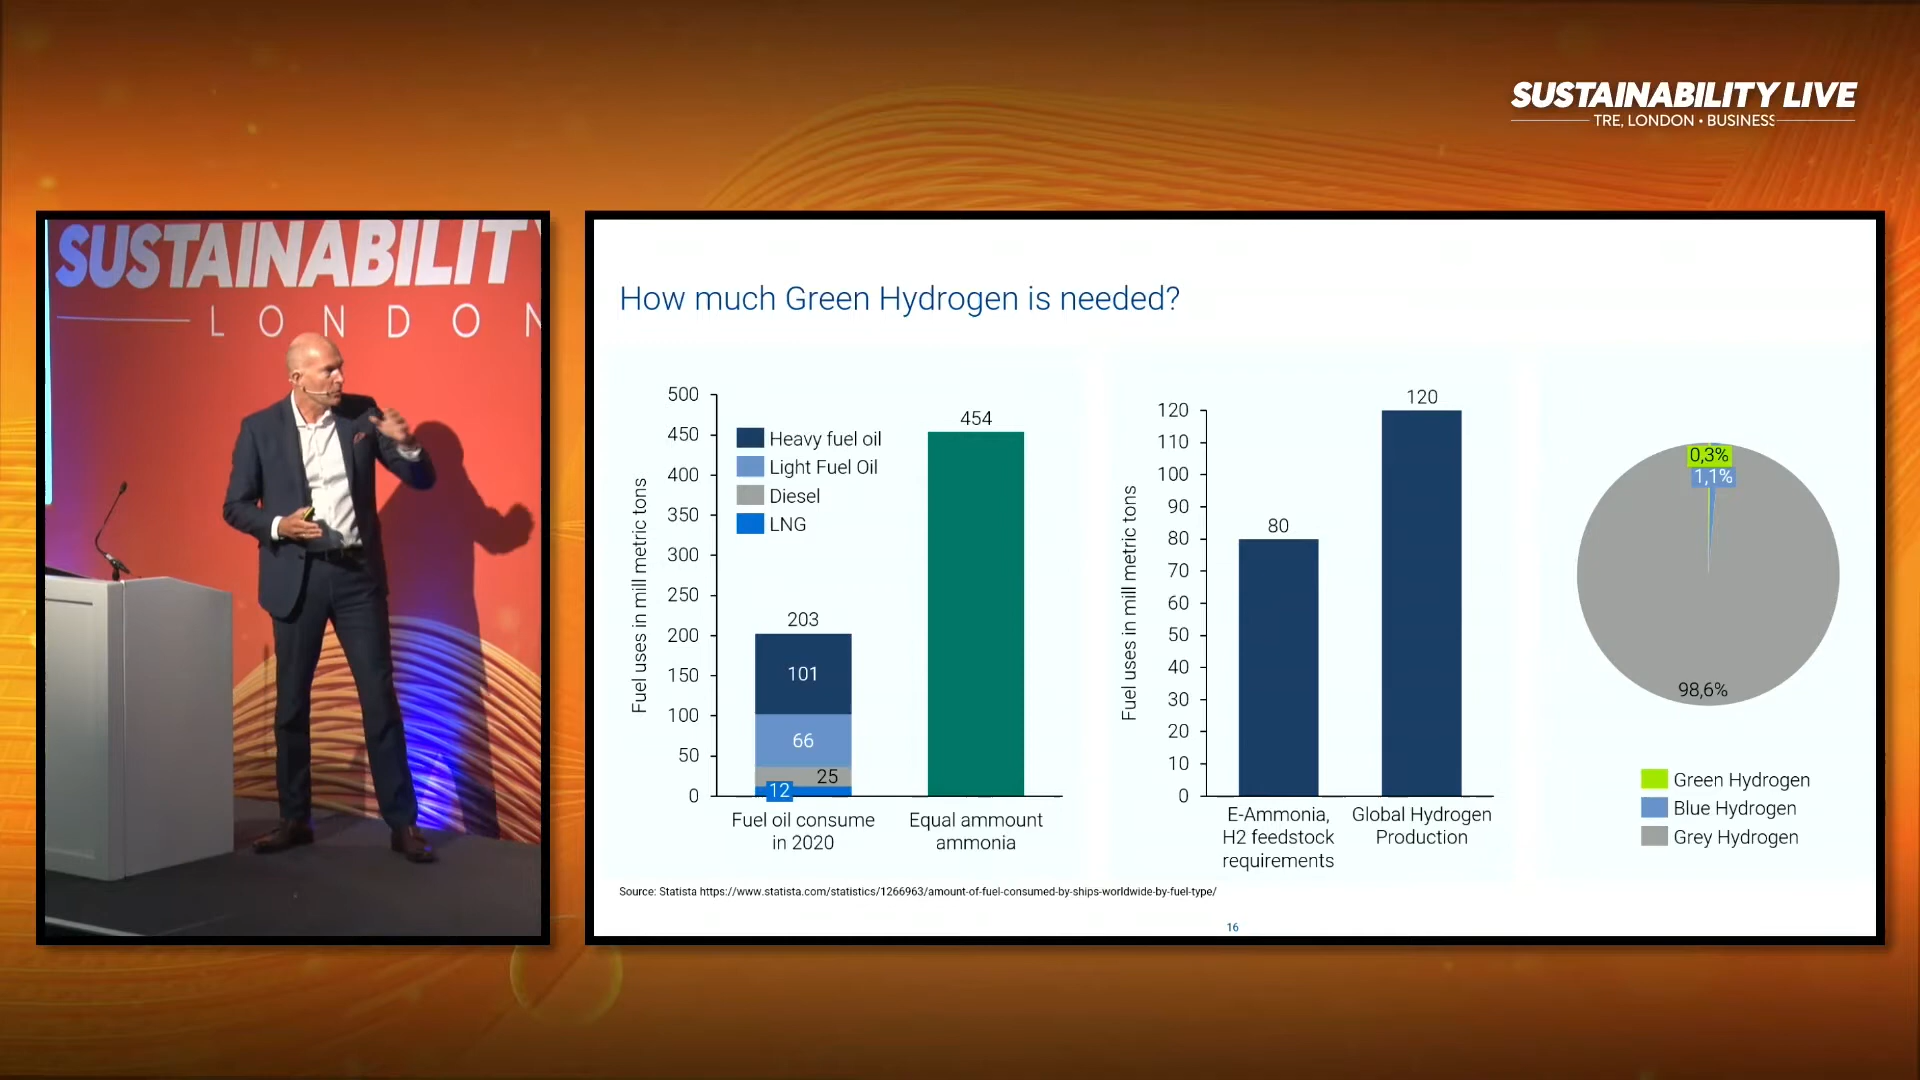 SUSTAINABILITY LIVE
TRE, LONDON • BUSINESS
SUSTAINABILITY
LONDON
How much Green Hydrogen is needed?
Fuel uses in mill metric tons
500
450
400
350
300
250
200
150
100
50
0
Heavy fuel oil
Light Fuel Oil
Diesel
LNG
203
101
66
25
12
454
Fuel oil consume
in 2020
Equal ammount
ammonia
Fuel uses in mill metric tons
120
110
100
90
80
70
60
50
40
30
20
10
0
80
120
E-Ammonia,
H2 feedstock
requirements
Global Hydrogen
Production
0,3%
1,1%
98,6%
Green Hydrogen
Blue Hydrogen
Grey Hydrogen
Source: Statista https://www.statista.com/statistics/1266963/amount-of-fuel-consumed-by-ships-worldwide-by-fuel-type/
16